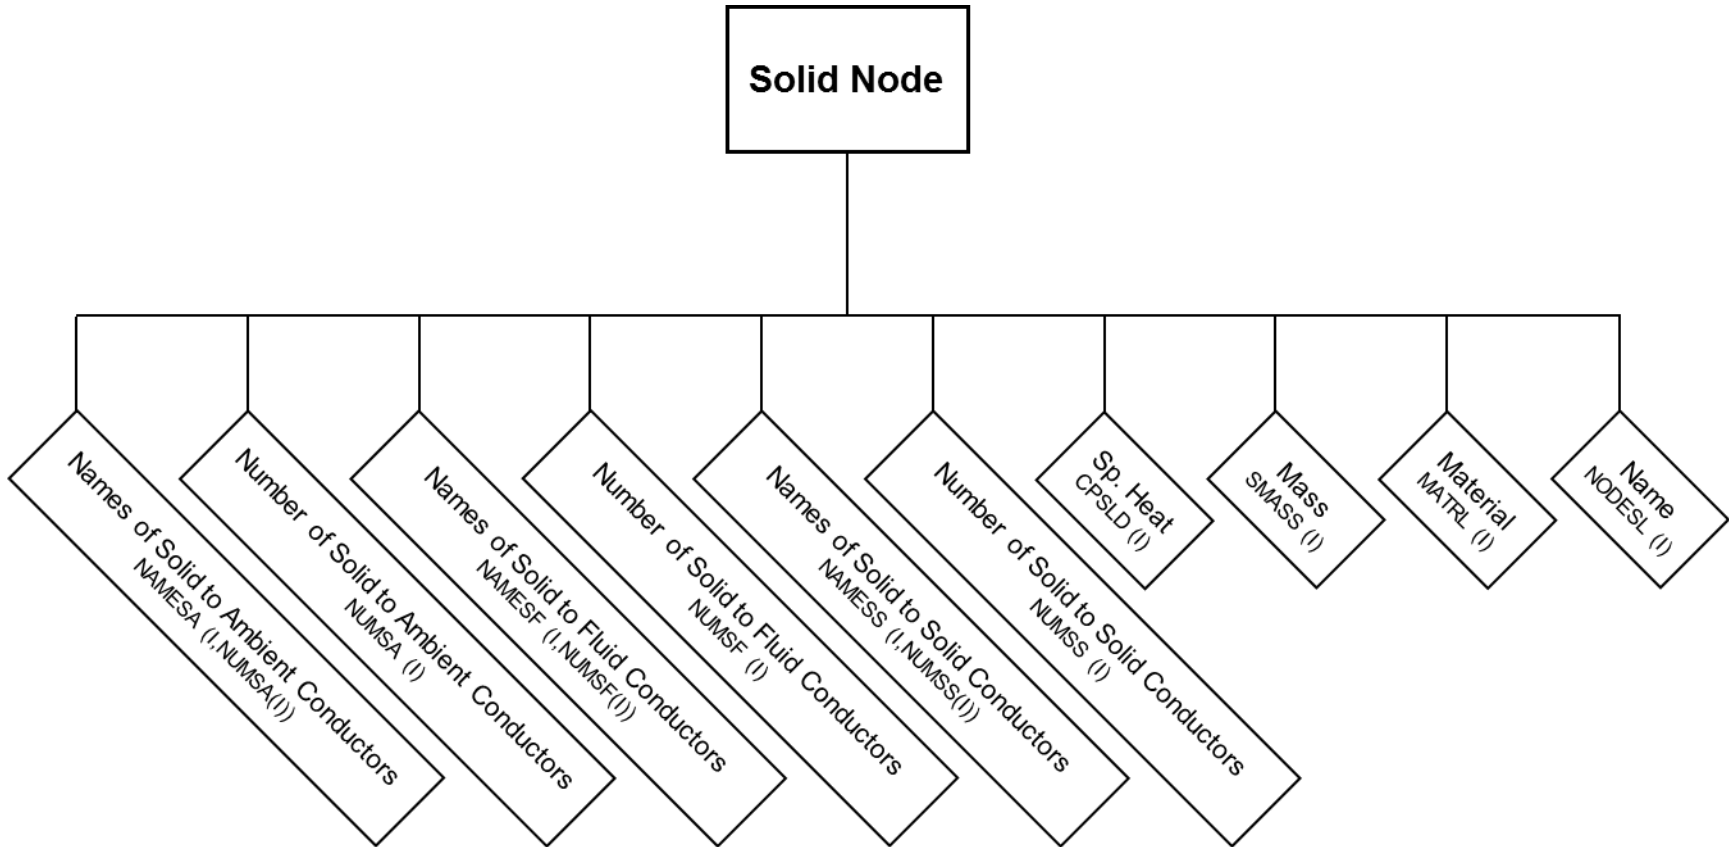 Solid Node
Names of Solid to Ambient Conductors
NAMESA (I,NUMSA(I))
Number of Solid to Ambient Conductors
NUMSA (I)
Names of Solid to Fluid Conductors
NAMESF (I,NUMSF(I))
Number of Solid to Fluid Conductors
NUMSF (I)
Names of Solid to Solid Conductors
NAMESS (I,NUMSS(I))
Number of Solid to Solid Conductors
NUMSS (I)
Sp. Heat
CPSLD (I)
Mass
SMASS (I)
Material
MATRL (I)
Name
NODESL (I)